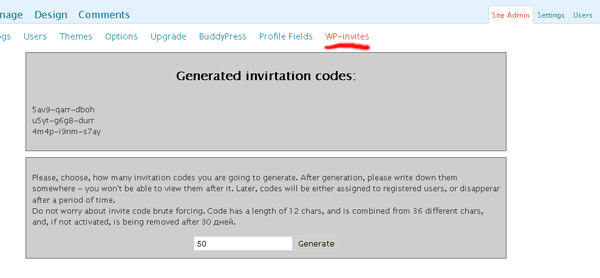 nage Design Comments Site Admin Settings Users
ogs Users Themes Options Upgrade BuddyPress Profile Fields WP-invites
Generated invirtation codes:
5av9-qarr-dboh
u5yt-g6g8-durr
4m4p-i9nm-s7ay
Please, choose, how many invitation codes you are going to generate. After generation, please write down them
somewhere - you won't be able to view them after it. Later, codes will be either assigned to registered users, or disapperar
after a period of time.
Do not worry about invite code brute forcing. Code has a length of 12 chars, and is combined from 36 different chars,
and, if not activated, is being removed after 30 дней.
50 Generate